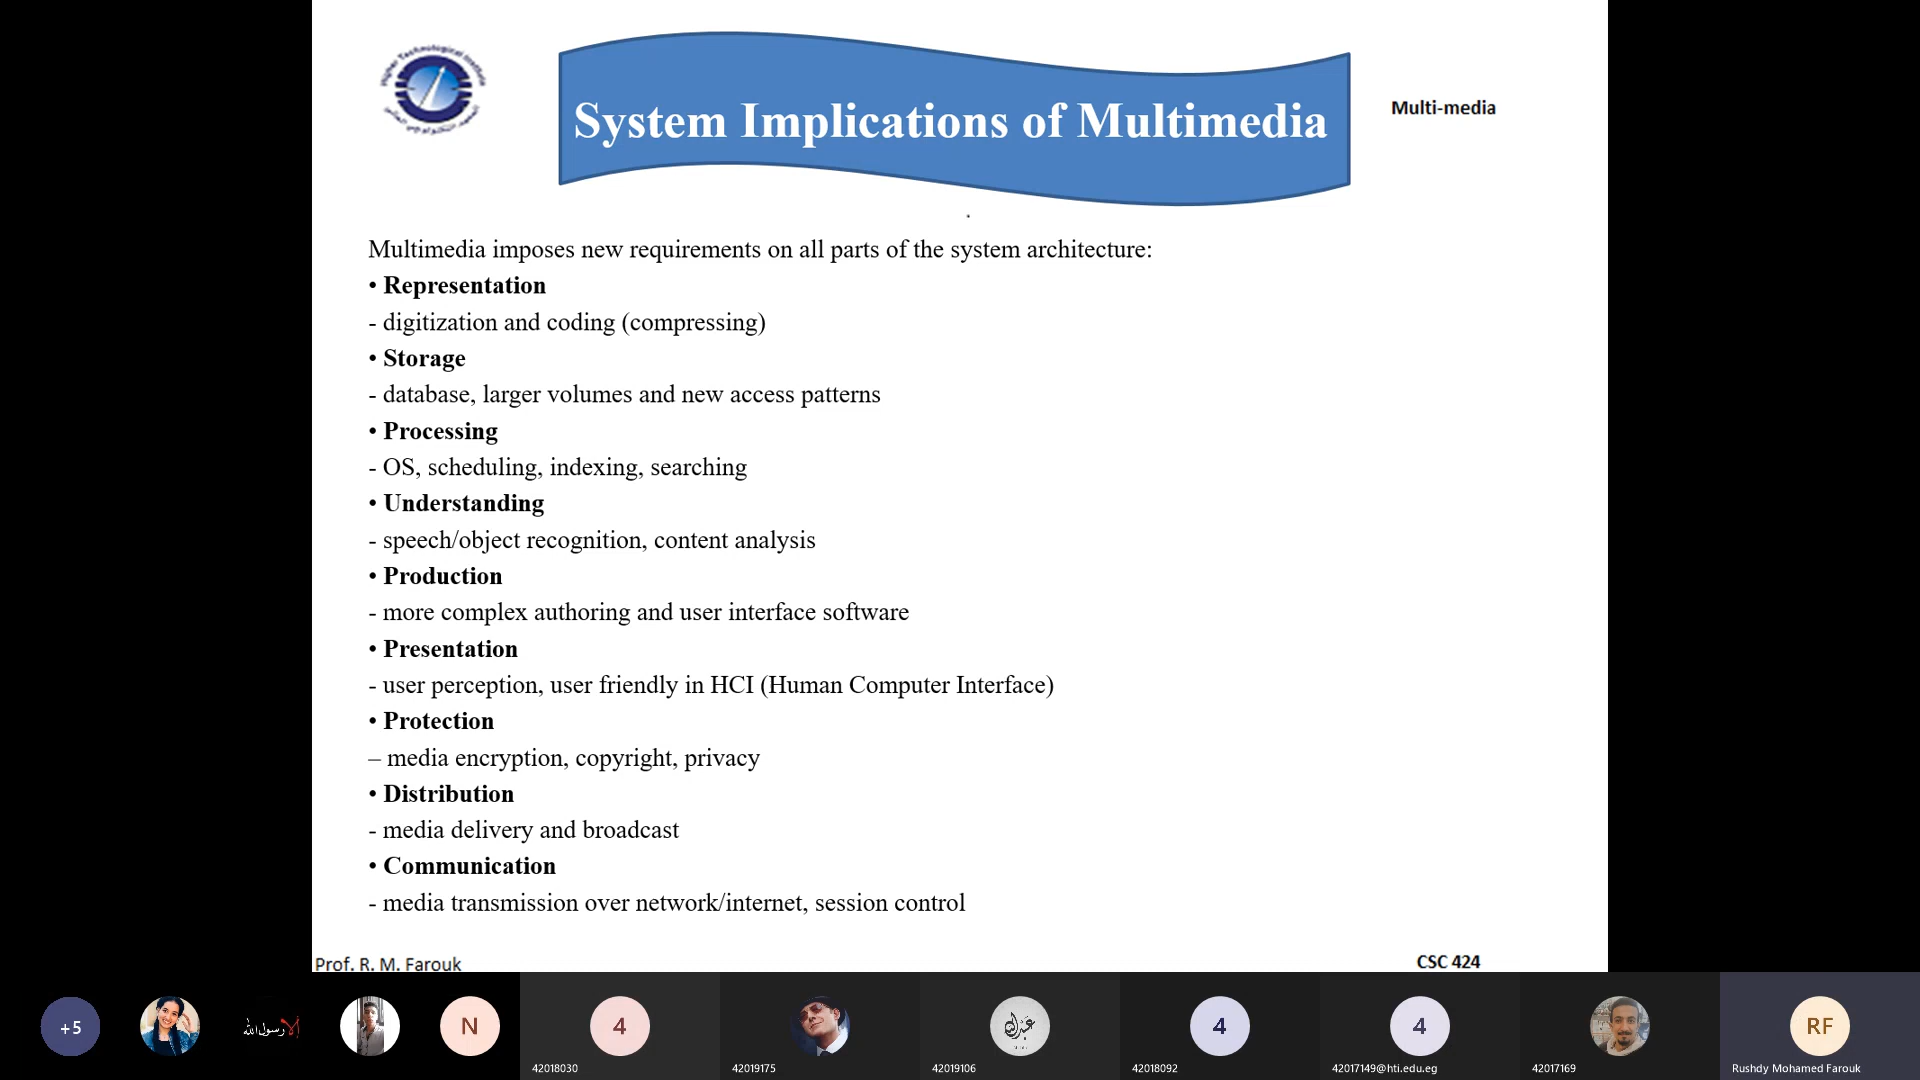 Higher Technological Institute
System Implications of Multimedia
Multi-media
Multimedia imposes new requirements on all parts of the system architecture:
• Representation
- digitization and coding (compressing)
• Storage
- database, larger volumes and new access patterns
• Processing
- OS, scheduling, indexing, searching
• Understanding
- speech/object recognition, content analysis
• Production
- more complex authoring and user interface software
• Presentation
- user perception, user friendly in HCI (Human Computer Interface)
• Protection
– media encryption, copyright, privacy
• Distribution
- media delivery and broadcast
• Communication
- media transmission over network/internet, session control
Prof. R. M. Farouk
CSC 424
+5
إلا رسول الله
N
4
42018030
42019175
42019106
4
42018092
4
42017149@hti.edu.eg
42017169
RF
Rushdy Mohamed Farouk